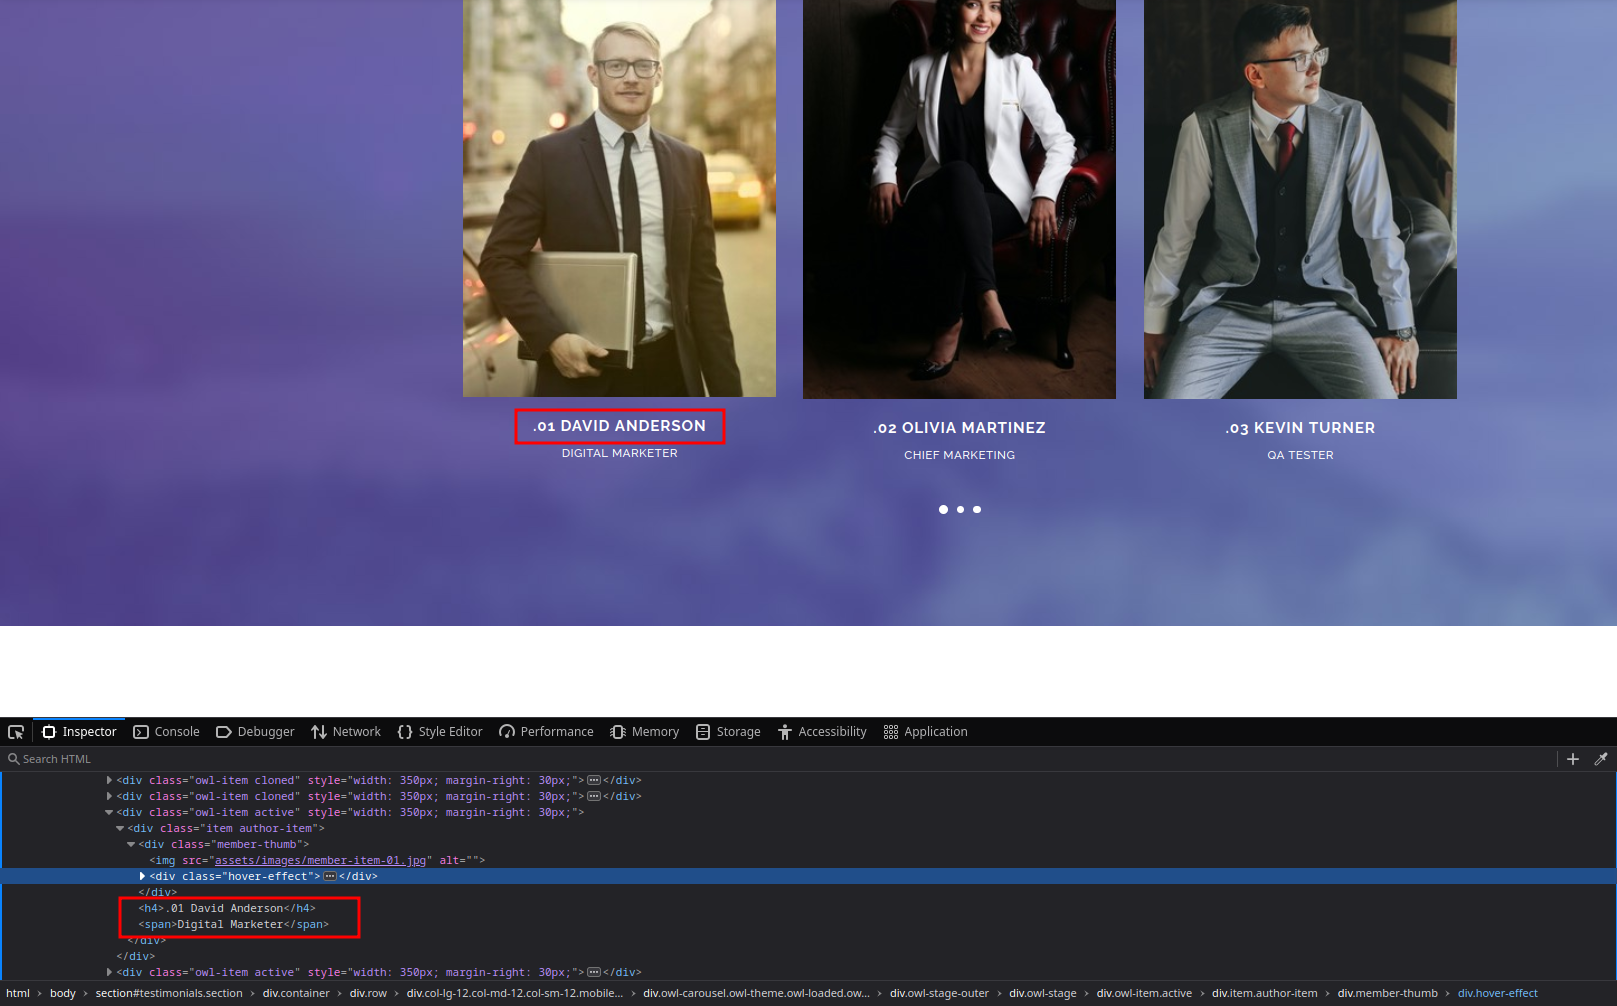 .01 DAVID ANDERSON
DIGITAL MARKETER
.02 OLIVIA MARTINEZ
CHIEF MARKETING
.03 KEVIN TURNER
QA TESTER
Inspector Console Debugger Network Style Editor Performance Memory Storage Accessibility Application
Search HTML
<div class="owl-item cloned" style="width: 350px; margin-right: 30px;">···</div>
<div class="owl-item cloned" style="width: 350px; margin-right: 30px;">···</div>
<div class="owl-item active" style="width: 350px; margin-right: 30px;">
<div class="item author-item">
<div class="member-thumb">
<img src="assets/images/member-item-01.jpg" alt="">
<div class="hover-effect">···</div>
</div>
<h4>.01 David Anderson</h4>
<span>Digital Marketer</span>
</div>
</div>
<div class="owl-item active" style="width: 350px; margin-right: 30px;">···</div>
html › body › section#testimonials.section › div.container › div.row › div.col-lg-12.col-md-12.col-sm-12.mobile... › div.owl-carousel.owl-theme.owl-loaded.ow... › div.owl-stage-outer › div.owl-stage › div.owl-item.active › div.item.author-item › div.member-thumb › div.hover-effect